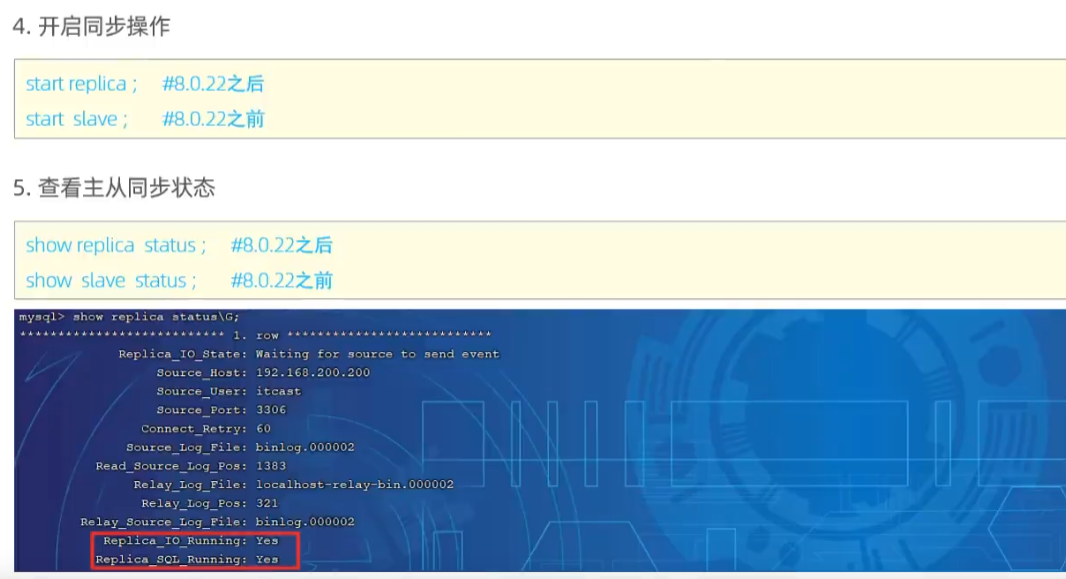 4. 开启同步操作
start replica ; #8.0.22之后
start slave ; #8.0.22之前
5. 查看主从同步状态
show replica status ; #8.0.22之后
show slave status ; #8.0.22之前
mysql> show replica status\G;
*************************** 1. row ***************************
Replica_IO_State: Waiting for source to send event
Source_Host: 192.168.200.200
Source_User: itcast
Source_Port: 3306
Connect_Retry: 60
Source_Log_File: binlog.000002
Read_Source_Log_Pos: 1383
Relay_Log_File: localhost-relay-bin.000002
Relay_Log_Pos: 321
Relay_Source_Log_File: binlog.000002
Replica_IO_Running: Yes
Replica_SQL_Running: Yes